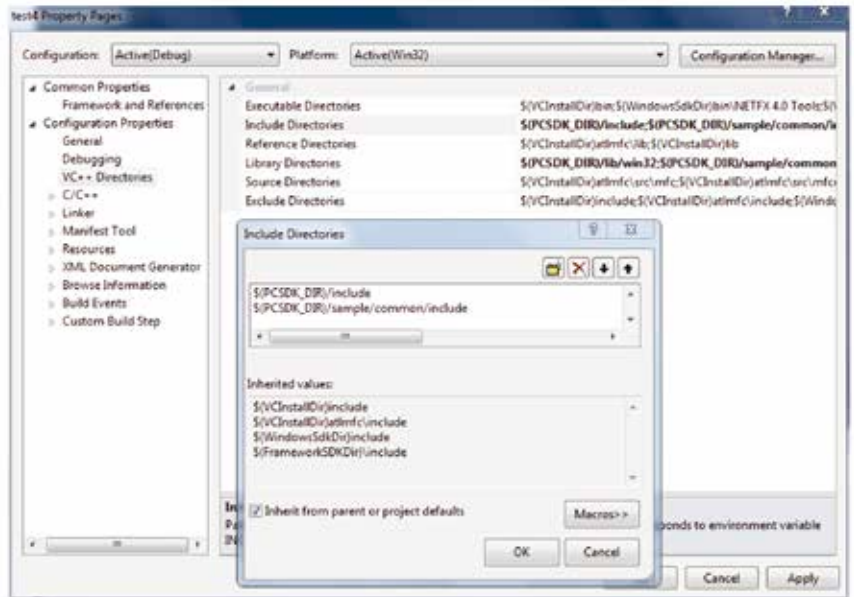 test4 Property Pages
Configuration: Active(Debug) Platform: Active(Win32) Configuration Manager...
Common Properties
Framework and References
Configuration Properties
General
Debugging
VC++ Directories
C/C++
Linker
Manifest Tool
Resources
XML Document Generator
Browse Information
Build Events
Custom Build Step
General
Executable Directories $(VCInstallDir)bin;$(WindowsSdkDir)bin\NETFX 4.0 Tools;$(\
Include Directories $(PCSDK_DIR)/include;$(PCSDK_DIR)/sample/common/i
Reference Directories $(VCInstallDir)atlmfc\lib;$(VCInstallDir)lib
Library Directories $(PCSDK_DIR)/lib/win32;$(PCSDK_DIR)/sample/common
Source Directories $(VCInstallDir)atlmfc\src\mfc;$(VCInstallDir)atlmfc\src\mfc
Exclude Directories $(VCInstallDir)include;$(VCInstallDir)atlmfc\include;$(Windo
Include Directories
$(PCSDK_DIR)/include
$(PCSDK_DIR)/sample/common/include
Inherited values:
$(VCInstallDir)include
$(VCInstallDir)atlmfc\include
$(WindowsSdkDir)include
$(FrameworkSDKDir)\include
Inherit from parent or project defaults
Macros>>
ponds to environment variable
OK Cancel
Cancel Apply